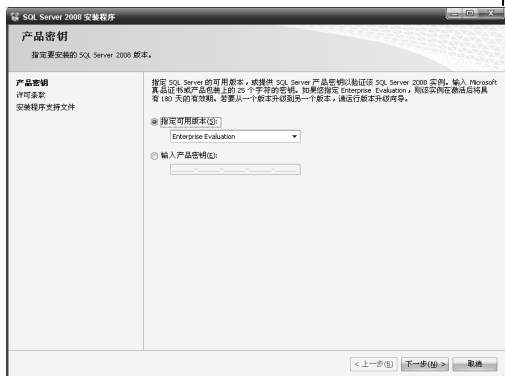 SQL Server 2008 安装程序
产品密钥
指定要安装的 SQL Server 2008 版本。
产品密钥
许可条款
安装程序支持文件
指定 SQL Server 的可用版本，或提供 SQL Server 产品密钥以验证该 SQL Server 2008 实例。输入 Microsoft
真品证书或产品包装上的 25 个字符的密钥。如果您指定 Enterprise Evaluation，则该实例在激活后将具
有 180 天的有效期。若要从一个版本升级到另一个版本，请运行版本升级向导。
指定可用版本(S):
Enterprise Evaluation
输入产品密钥(E):
< 上一步(B)
下一步(N) >
取消